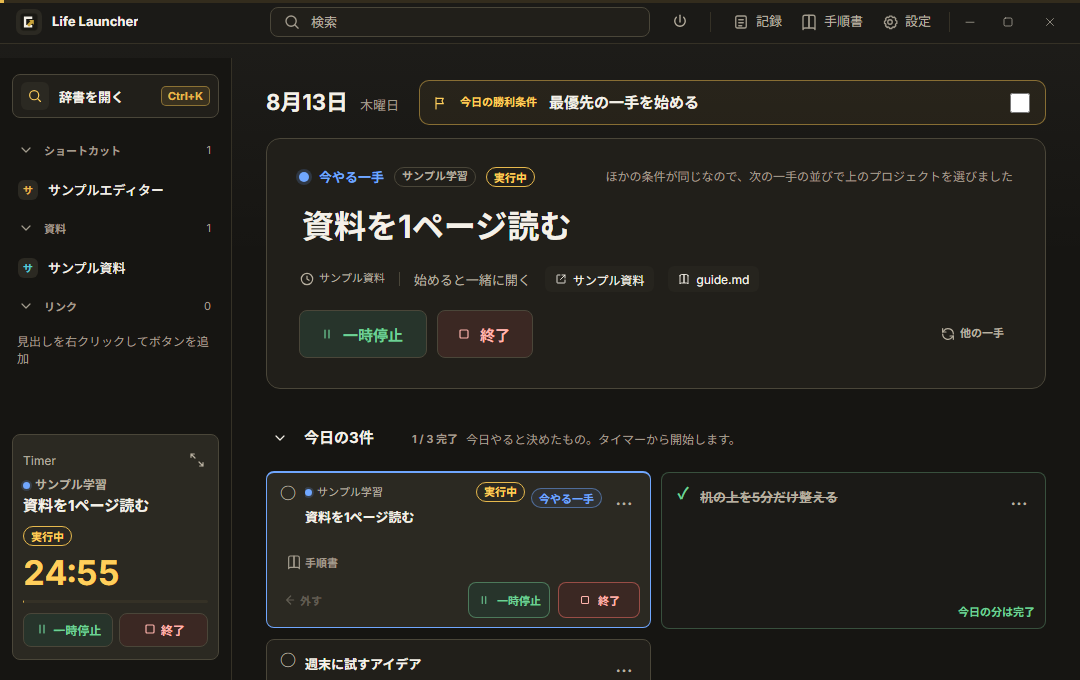 Life Launcher
検索
記録
手順書
設定
辞書を開く
Ctrl+K
ショートカット
1
サ
サンプルエディター
資料
1
サ
サンプル資料
リンク
0
見出しを右クリックしてボタンを追
加
Timer
サンプル学習
資料を1ページ読む
実行中
24:55
一時停止
終了
8月13日
木曜日
今日の勝利条件
最優先の一手を始める
今やる一手
サンプル学習
実行中
ほかの条件が同じなので、次の一手の並びで上のプロジェクトを選びました
資料を1ページ読む
サンプル資料
始めると一緒に開く
サンプル資料
guide.md
一時停止
終了
他の一手
今日の3件
1 / 3 完了
今日やると決めたもの。タイマーから開始します。
サンプル学習
実行中
今やる一手
...
資料を1ページ読む
手順書
外す
一時停止
終了
机の上を5分だけ整える
...
今日の分は完了
週末に試すアイデア
...